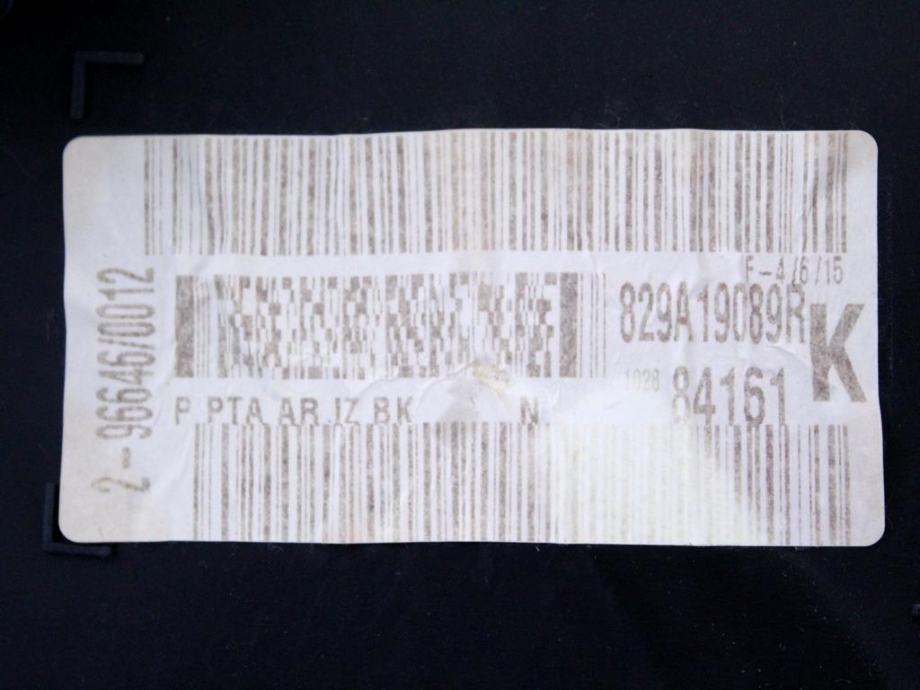 F-4/6/15
829A19089R
K
1028 84161
P PTA AR IZ BK N
2-96646/0012